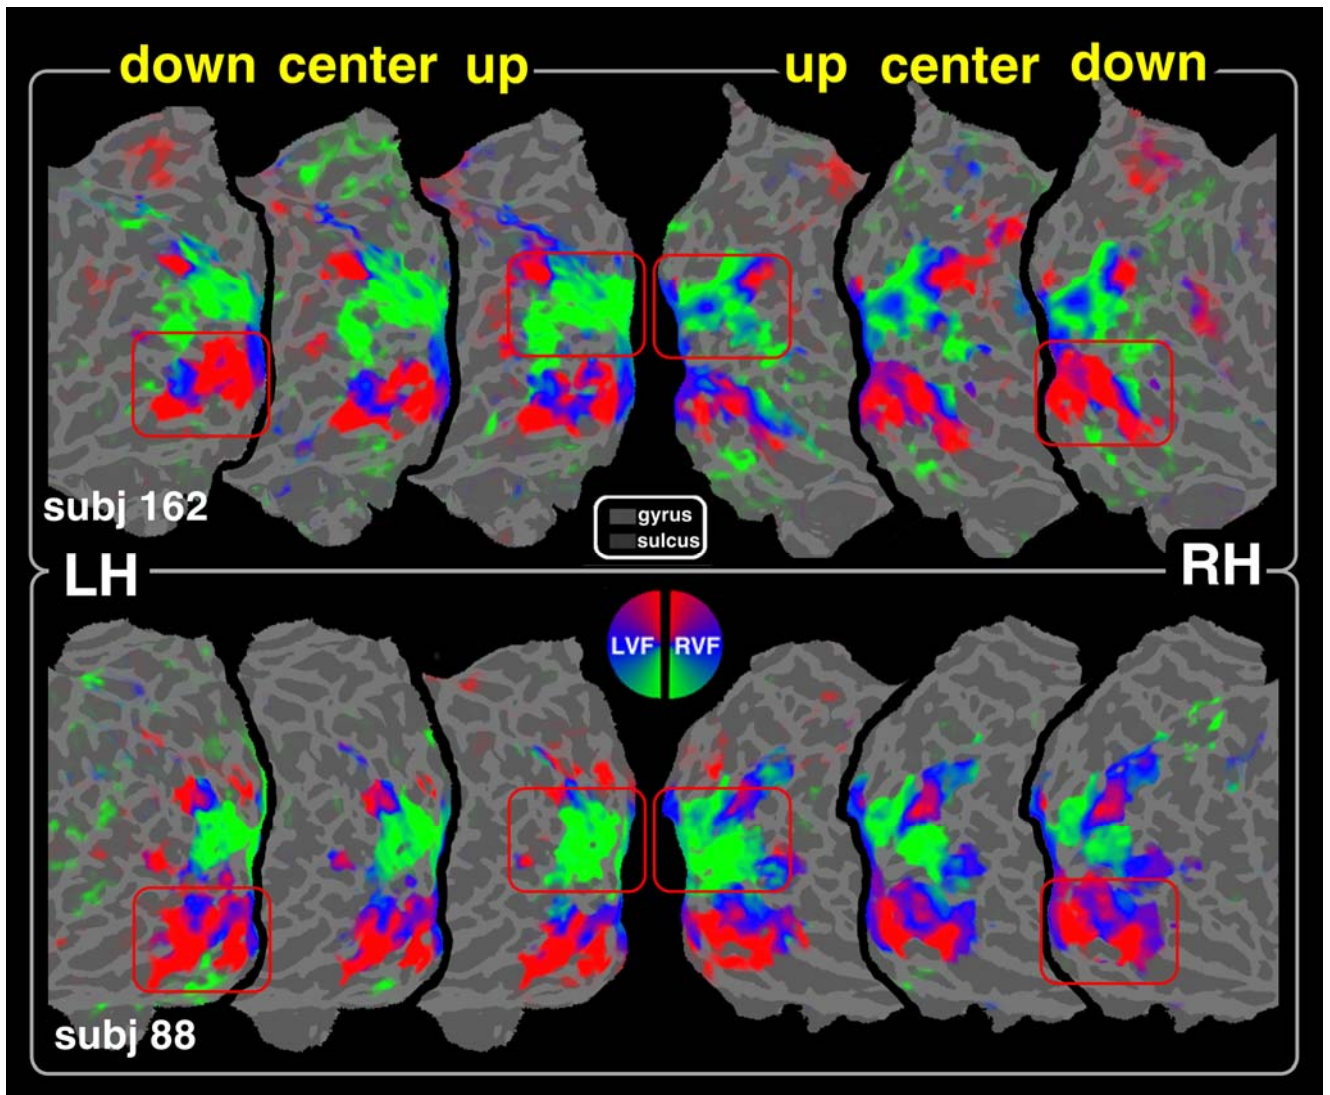 down center up
up center down
subj 162
gyrus
sulcus
LH
RH
LVF RVF
subj 88